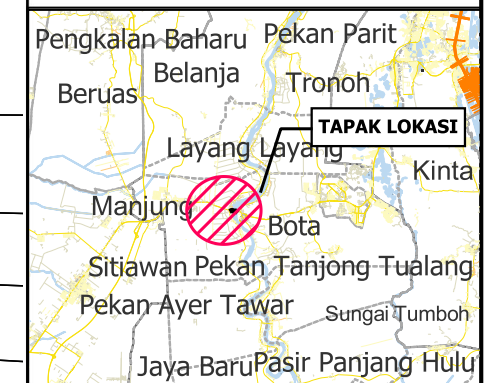 Pengkalan Baharu
Pekan Parit
Belanja
Tronoh
Beruas
TAPAK LOKASI
Layang Layang
Kinta
Manjung
Bota
Sitiawan
Pekan Tanjong Tualang
Pekan Ayer Tawar
Sungai Tumboh
Jaya Baru
Pasir Panjang Hulu